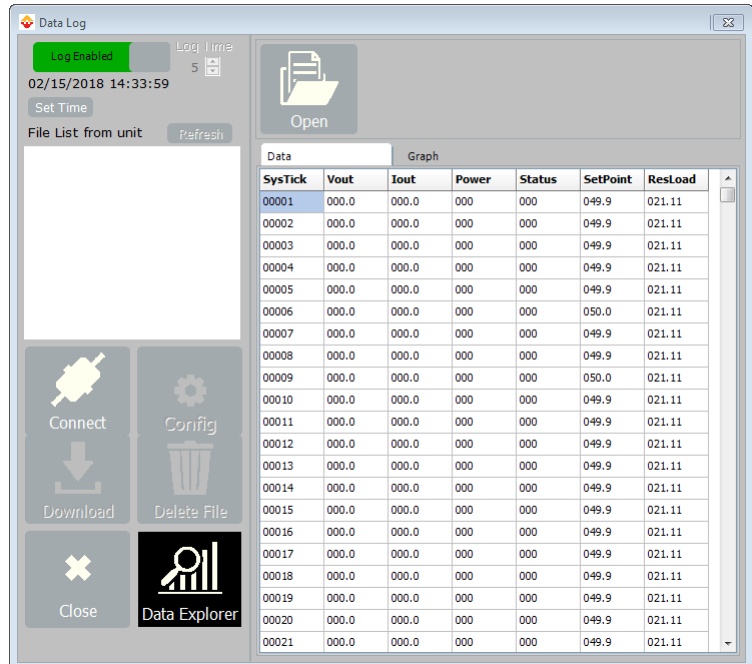 Data Log
Log Enabled
Log Time
5
02/15/2018 14:33:59
Set Time
File List from unit
Refresh
Connect
Config
Download
Delete File
Close
Data Explorer
Open
Data Graph
SysTick Vout Iout Power Status SetPoint ResLoad
00001 000.0 000.0 000 000 049.9 021.11
00002 000.0 000.0 000 000 049.9 021.11
00003 000.0 000.0 000 000 049.9 021.11
00004 000.0 000.0 000 000 049.9 021.11
00005 000.0 000.0 000 000 049.9 021.11
00006 000.0 000.0 000 000 050.0 021.11
00007 000.0 000.0 000 000 049.9 021.11
00008 000.0 000.0 000 000 049.9 021.11
00009 000.0 000.0 000 000 050.0 021.11
00010 000.0 000.0 000 000 049.9 021.11
00011 000.0 000.0 000 000 049.9 021.11
00012 000.0 000.0 000 000 049.9 021.11
00013 000.0 000.0 000 000 049.9 021.11
00014 000.0 000.0 000 000 049.9 021.11
00015 000.0 000.0 000 000 049.9 021.11
00016 000.0 000.0 000 000 049.9 021.11
00017 000.0 000.0 000 000 049.9 021.11
00018 000.0 000.0 000 000 049.9 021.11
00019 000.0 000.0 000 000 049.9 021.11
00020 000.0 000.0 000 000 049.9 021.11
00021 000.0 000.0 000 000 049.9 021.11